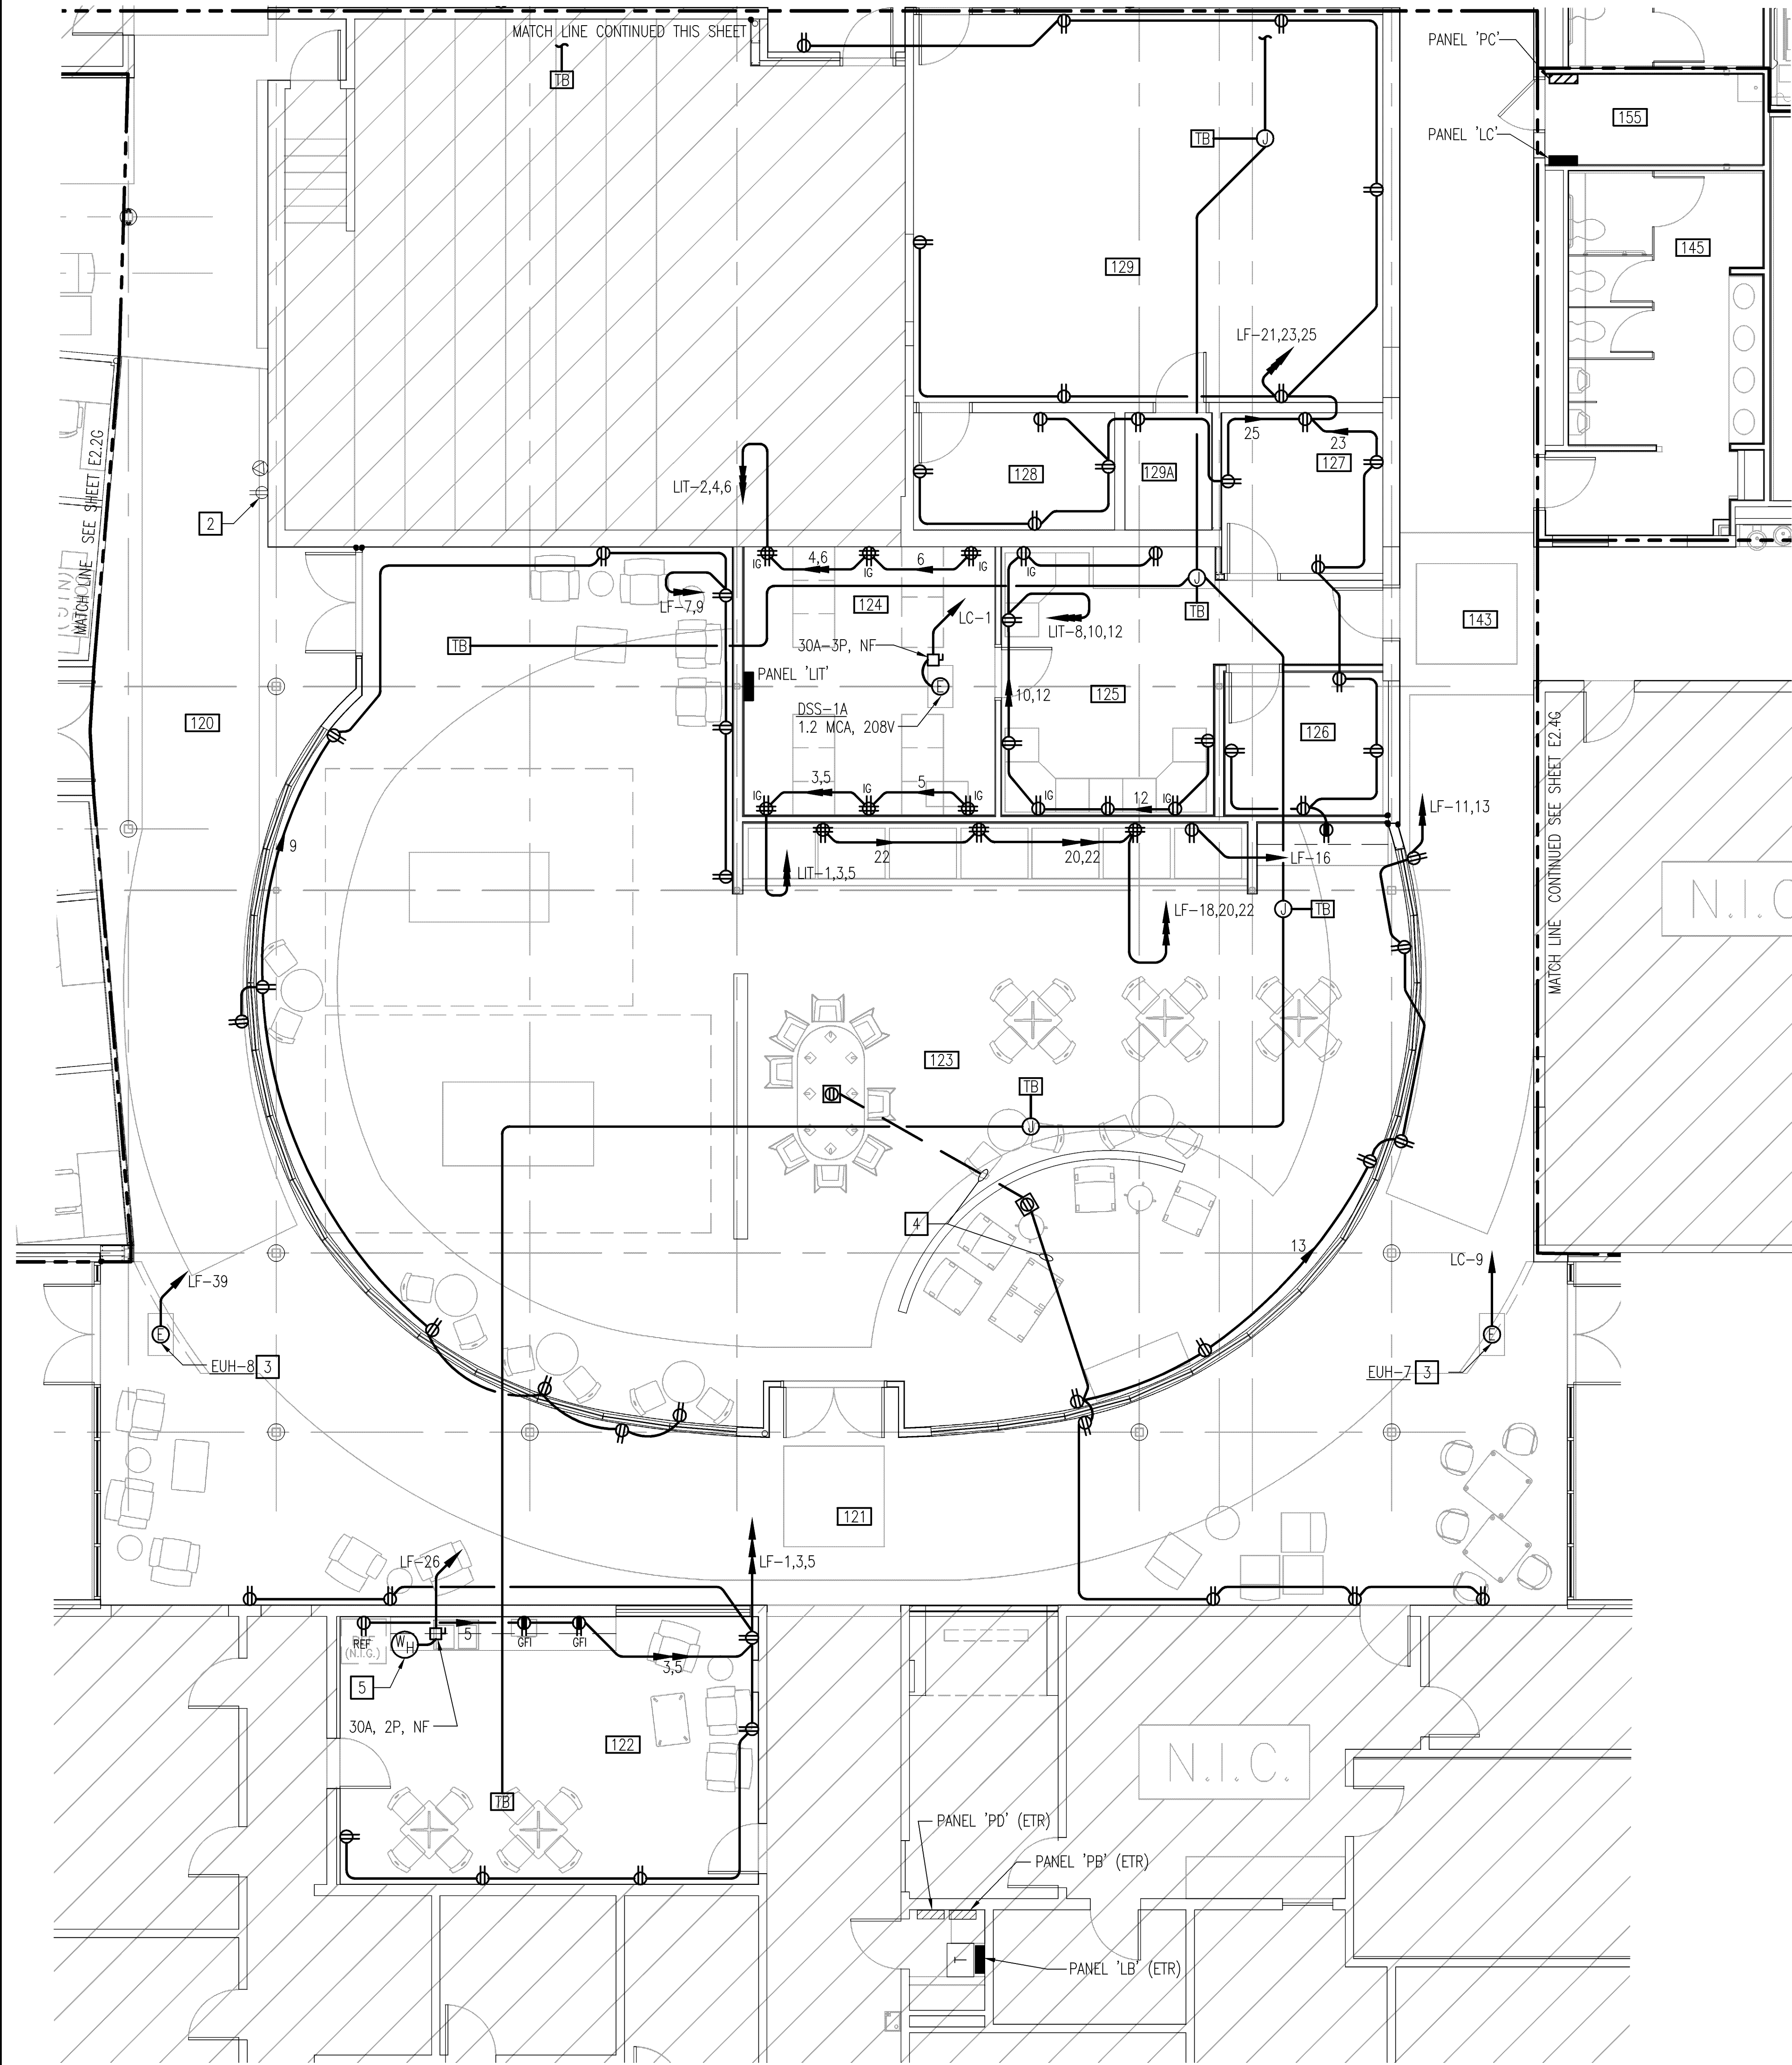 MATCH LINE CONTINUED THIS SHEET
TB
PANEL 'PC'
155
PANEL 'LC'
TB
J
145
129
MATCH LINE SEE SHEET E2.2G
LF-21,23,25
25
23
127
128
129A
LIT-2,4,6
2
4,6
6
IG
IG
IG
J
TB
124
LF-7,9
LC-1
LIT-8,10,12
143
TB
30A-3P, NF
PANEL 'LIT'
E
10,12
125
DSS-1A
1.2 MCA, 208V
120
126
MATCH LINE CONTINUED SEE SHEET E2.4G
3,5
5
IG
IG
IG
IG
12
IG
LF-11,13
9
22
20,22
LF-16
LIT-1,3,5
N.I.C
LF-18,20,22
J
TB
123
TB
J
4
13
LF-39
LC-9
E
E
EUH-8
3
EUH-7
3
121
LF-26
LF-1,3,5
5
REF
(N.I.G.)
WH
GFI
GFI
3,5
5
30A, 2P, NF
122
N.I.C.
TB
PANEL 'PD' (ETR)
PANEL 'PB' (ETR)
T
PANEL 'LB' (ETR)